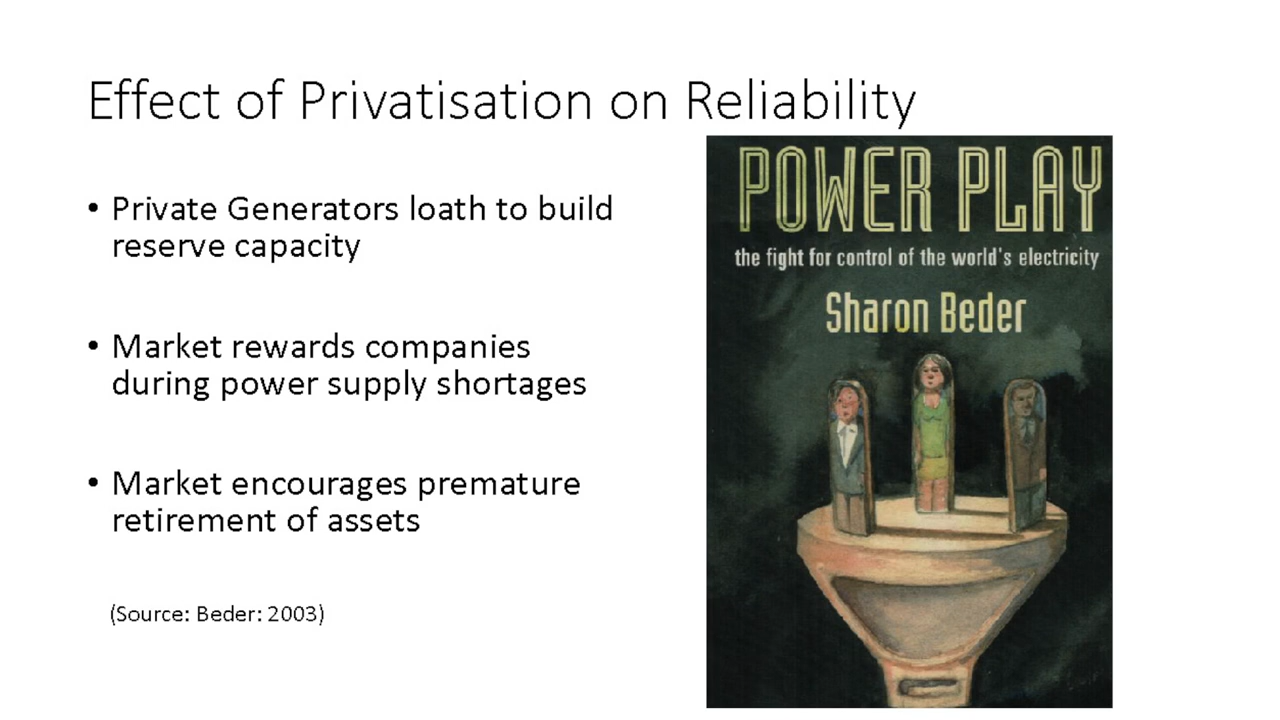 Effect of Privatisation on Reliability
• Private Generators loath to build
reserve capacity
• Market rewards companies
during power supply shortages
• Market encourages premature
retirement of assets
(Source: Beder: 2003)
POWER PLAY
the fight for control of the world's electricity
Sharon Beder